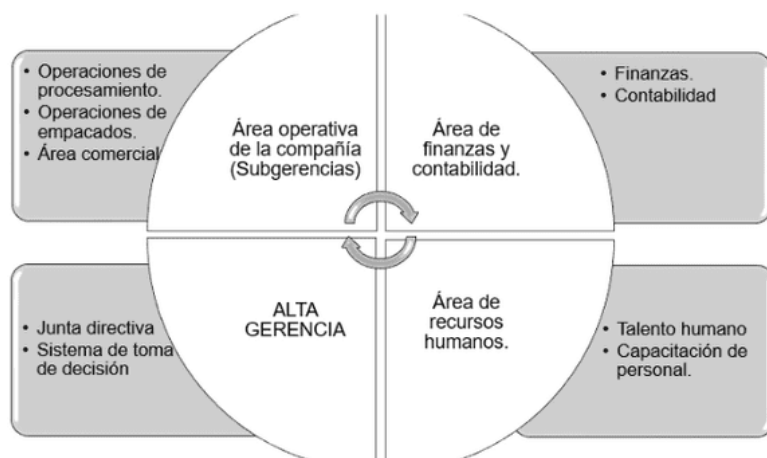 • Operaciones de
procesamiento.
• Operaciones de
empacados.
• Área comercial
Área operativa
de la compañía
(Subgerencias)
Área de
finanzas y
contabilidad.
• Finanzas.
• Contabilidad
• Junta directiva
• Sistema de toma
de decisión
ALTA
GERENCIA
Área de
recursos
humanos.
• Talento humano
• Capacitación de
personal.